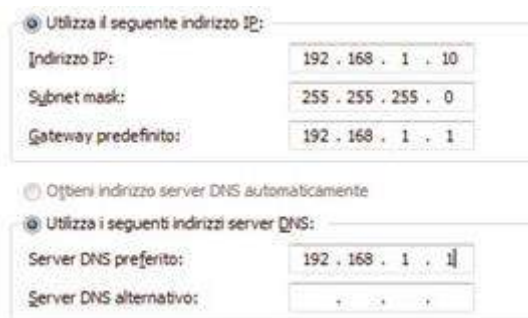 Utilizza il seguente indirizzo IP:
Indirizzo IP: 192 . 168 . 1 . 10
Subnet mask: 255 . 255 . 255 . 0
Gateway predefinito: 192 . 168 . 1 . 1
Ottieni indirizzo server DNS automaticamente
Utilizza i seguenti indirizzi server DNS:
Server DNS preferito: 192 . 168 . 1 . 1
Server DNS alternativo: . . .